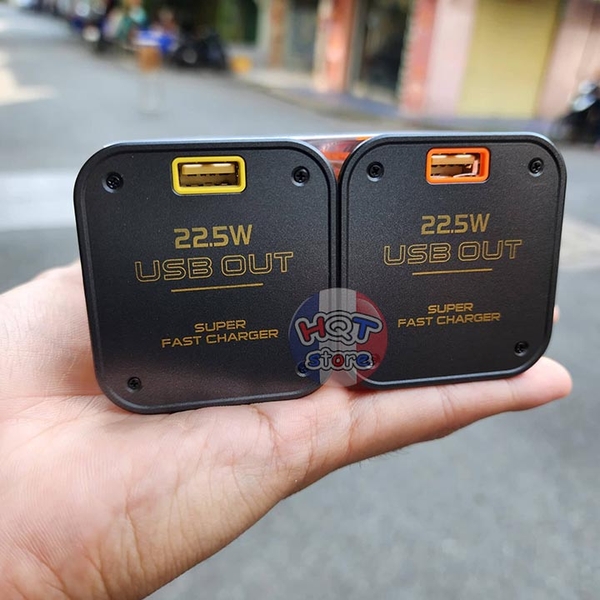 22.5W
USB OUT
SUPER
FAST CHARGER
22.5W
USB OUT
SUPER
FAST CHARGER
HQT
store